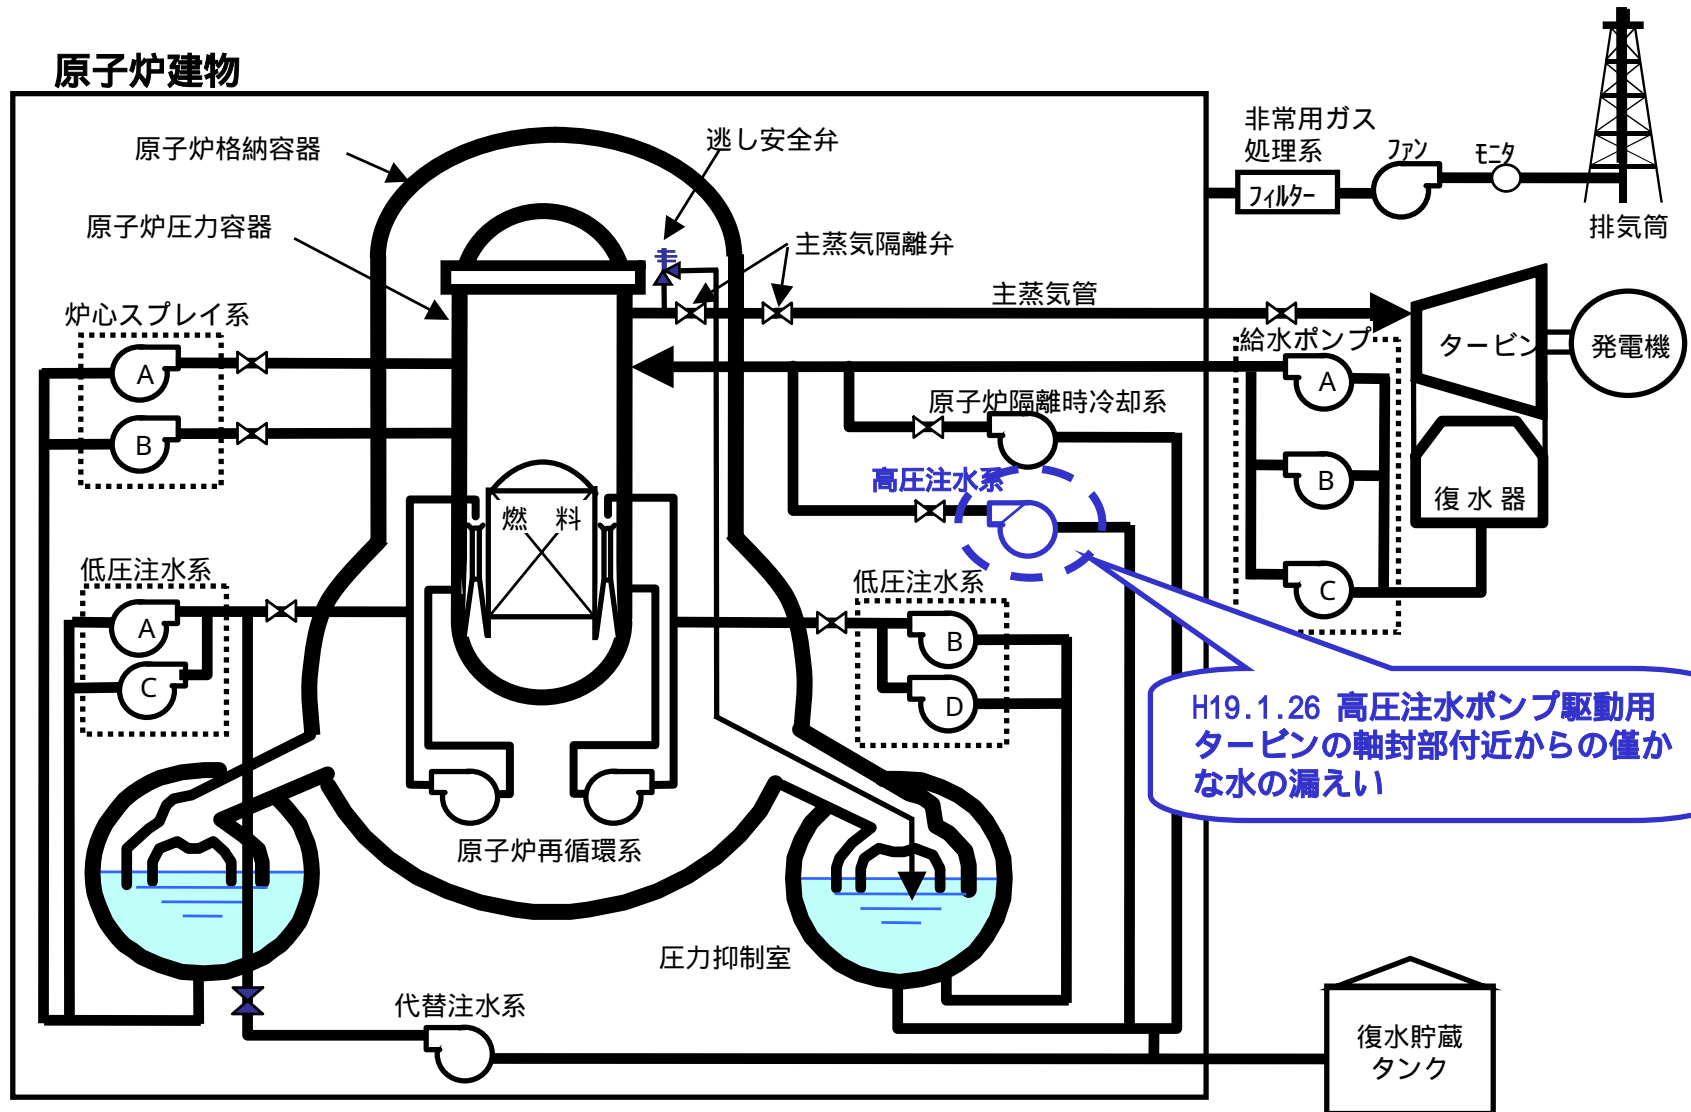 原子炉建物
原子炉格納容器
逃し安全弁
非常用ガス
処理系
ファン
モニタ
フィルター
排気筒
原子炉圧力容器
主蒸気隔離弁
主蒸気管
炉心スプレイ系
給水ポンプ
タービン
発電機
A
B
A
B
C
原子炉隔離時冷却系
高圧注水系
復水器
燃 料
低圧注水系
A
C
低圧注水系
B
D
H19.1.26 高圧注水ポンプ駆動用
タービンの軸封部付近からの僅か
な水の漏えい
原子炉再循環系
圧力抑制室
代替注水系
復水貯蔵
タンク